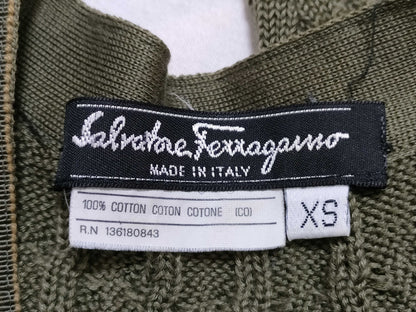 Salvatore Ferragamo
MADE IN ITALY
100% COTTON COTON COTONE (CO)
R.N 136180843
XS